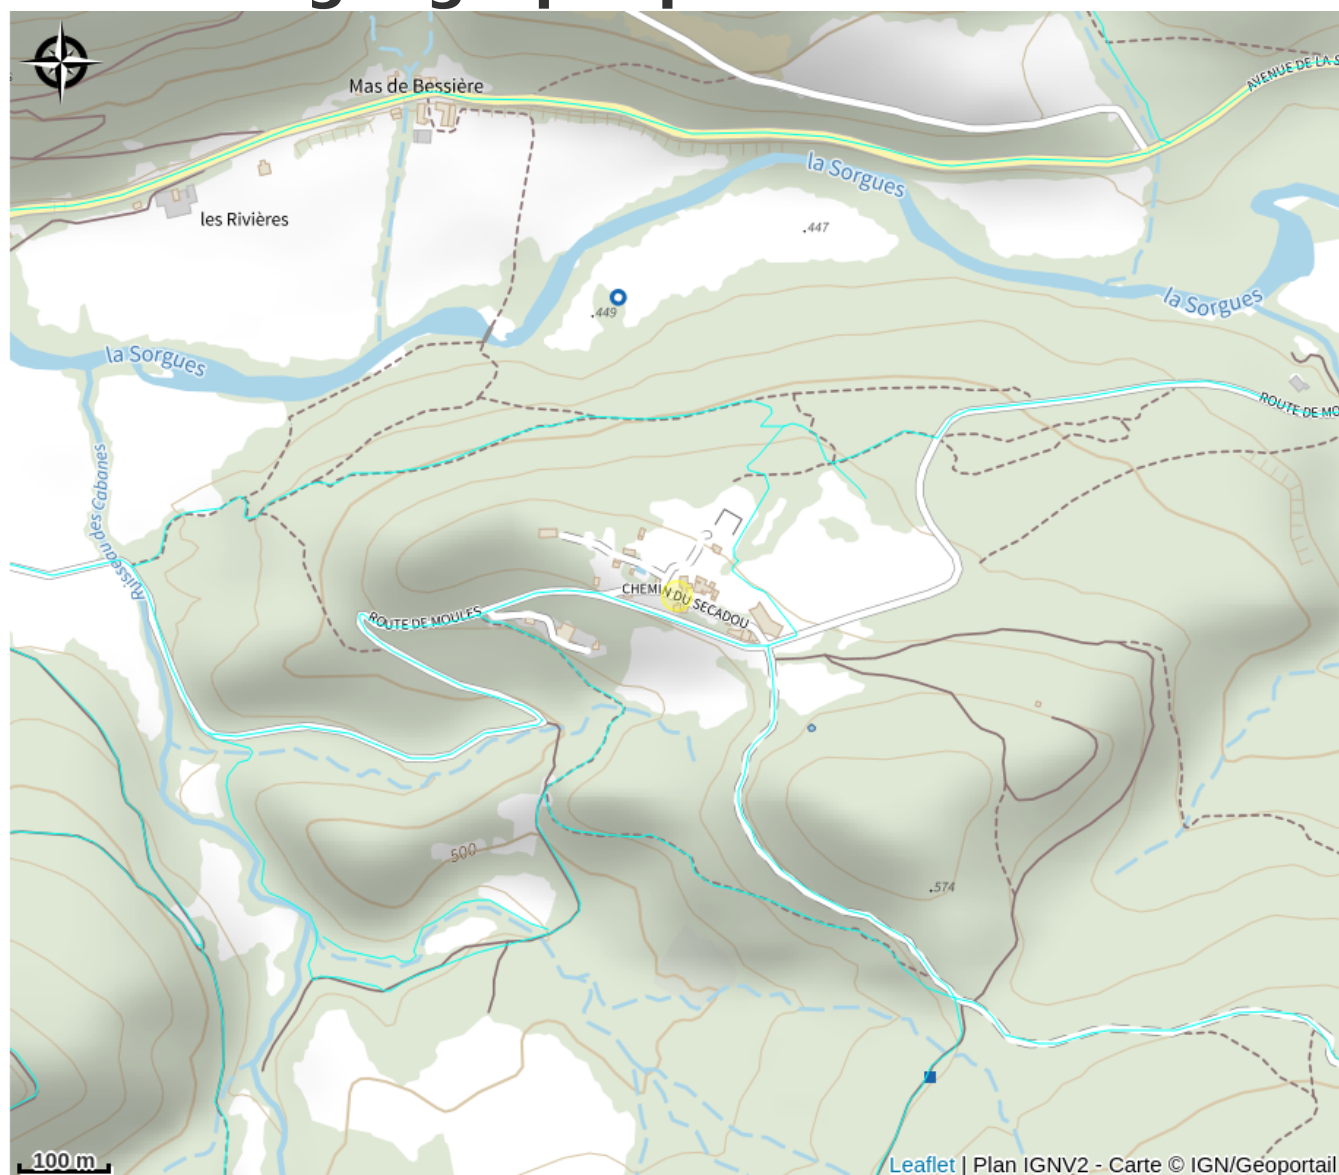 Mas de Bessière
AVENUE DE LA S
la Sorgues
les Rivières
.447
la Sorgues
.449
la Sorgues
ROUTE DE MO
Ruisseau des Cabanes
CHEMIN DU SECADOU
ROUTE DE MOULES
500
.574
100 m
Leaflet | Plan IGNV2 - Carte © IGN/Geoportail